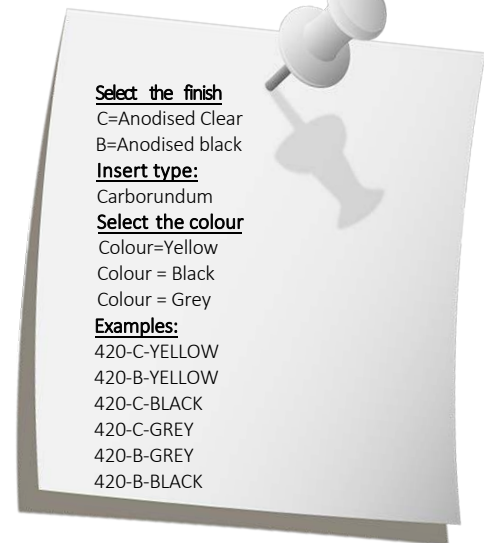 Select the finish
C=Anodised Clear
B=Anodised black
Insert type:
Carborundum
Select the colour
Colour=Yellow
Colour = Black
Colour = Grey
Examples:
420-C-YELLOW
420-B-YELLOW
420-C-BLACK
420-C-GREY
420-B-GREY
420-B-BLACK